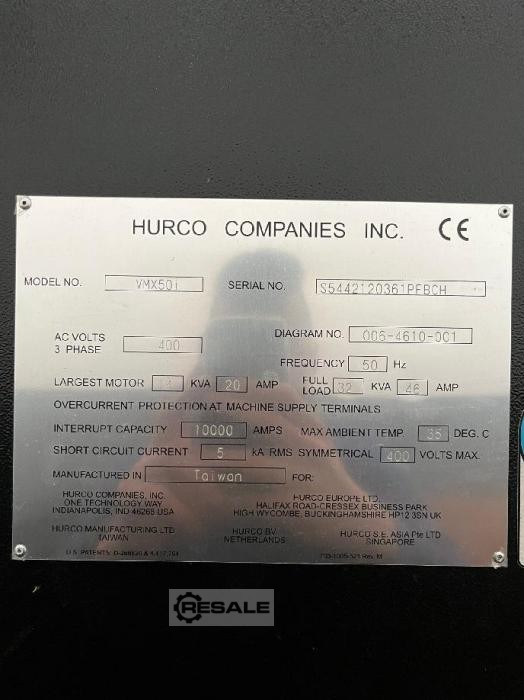 HURCO COMPANIES INC. CE
MODEL NO. VMX50i SERIAL NO. S5442120361PFBCH
AC VOLTS 3 PHASE 400 DIAGRAM NO. 006-4610-001
FREQUENCY 50 Hz
LARGEST MOTOR KVA 20 AMP FULL LOAD 32 KVA 46 AMP
OVERCURRENT PROTECTION AT MACHINE SUPPLY TERMINALS
INTERRUPT CAPACITY 10000 AMPS MAX AMBIENT TEMP. 35 DEG. C
SHORT CIRCUIT CURRENT 5 kA RMS SYMMETRICAL 400 VOLTS MAX.
MANUFACTURED IN Taiwan FOR:
HURCO COMPANIES, INC.
ONE TECHNOLOGY WAY
INDIANAPOLIS, IND 46268 USA
HURCO EUROPE LTD.
HALIFAX ROAD-CRESSEX BUSINESS PARK
HIGH WYCOMBE, BUCKINGHAMSHIRE HP12 3SN UK
HURCO MANUFACTURING LTD
TAIWAN
HURCO BV
NETHERLANDS
HURCO S.E. ASIA Pte LTD
SINGAPORE
U.S. PATENTS:
Rev. M
RESALE